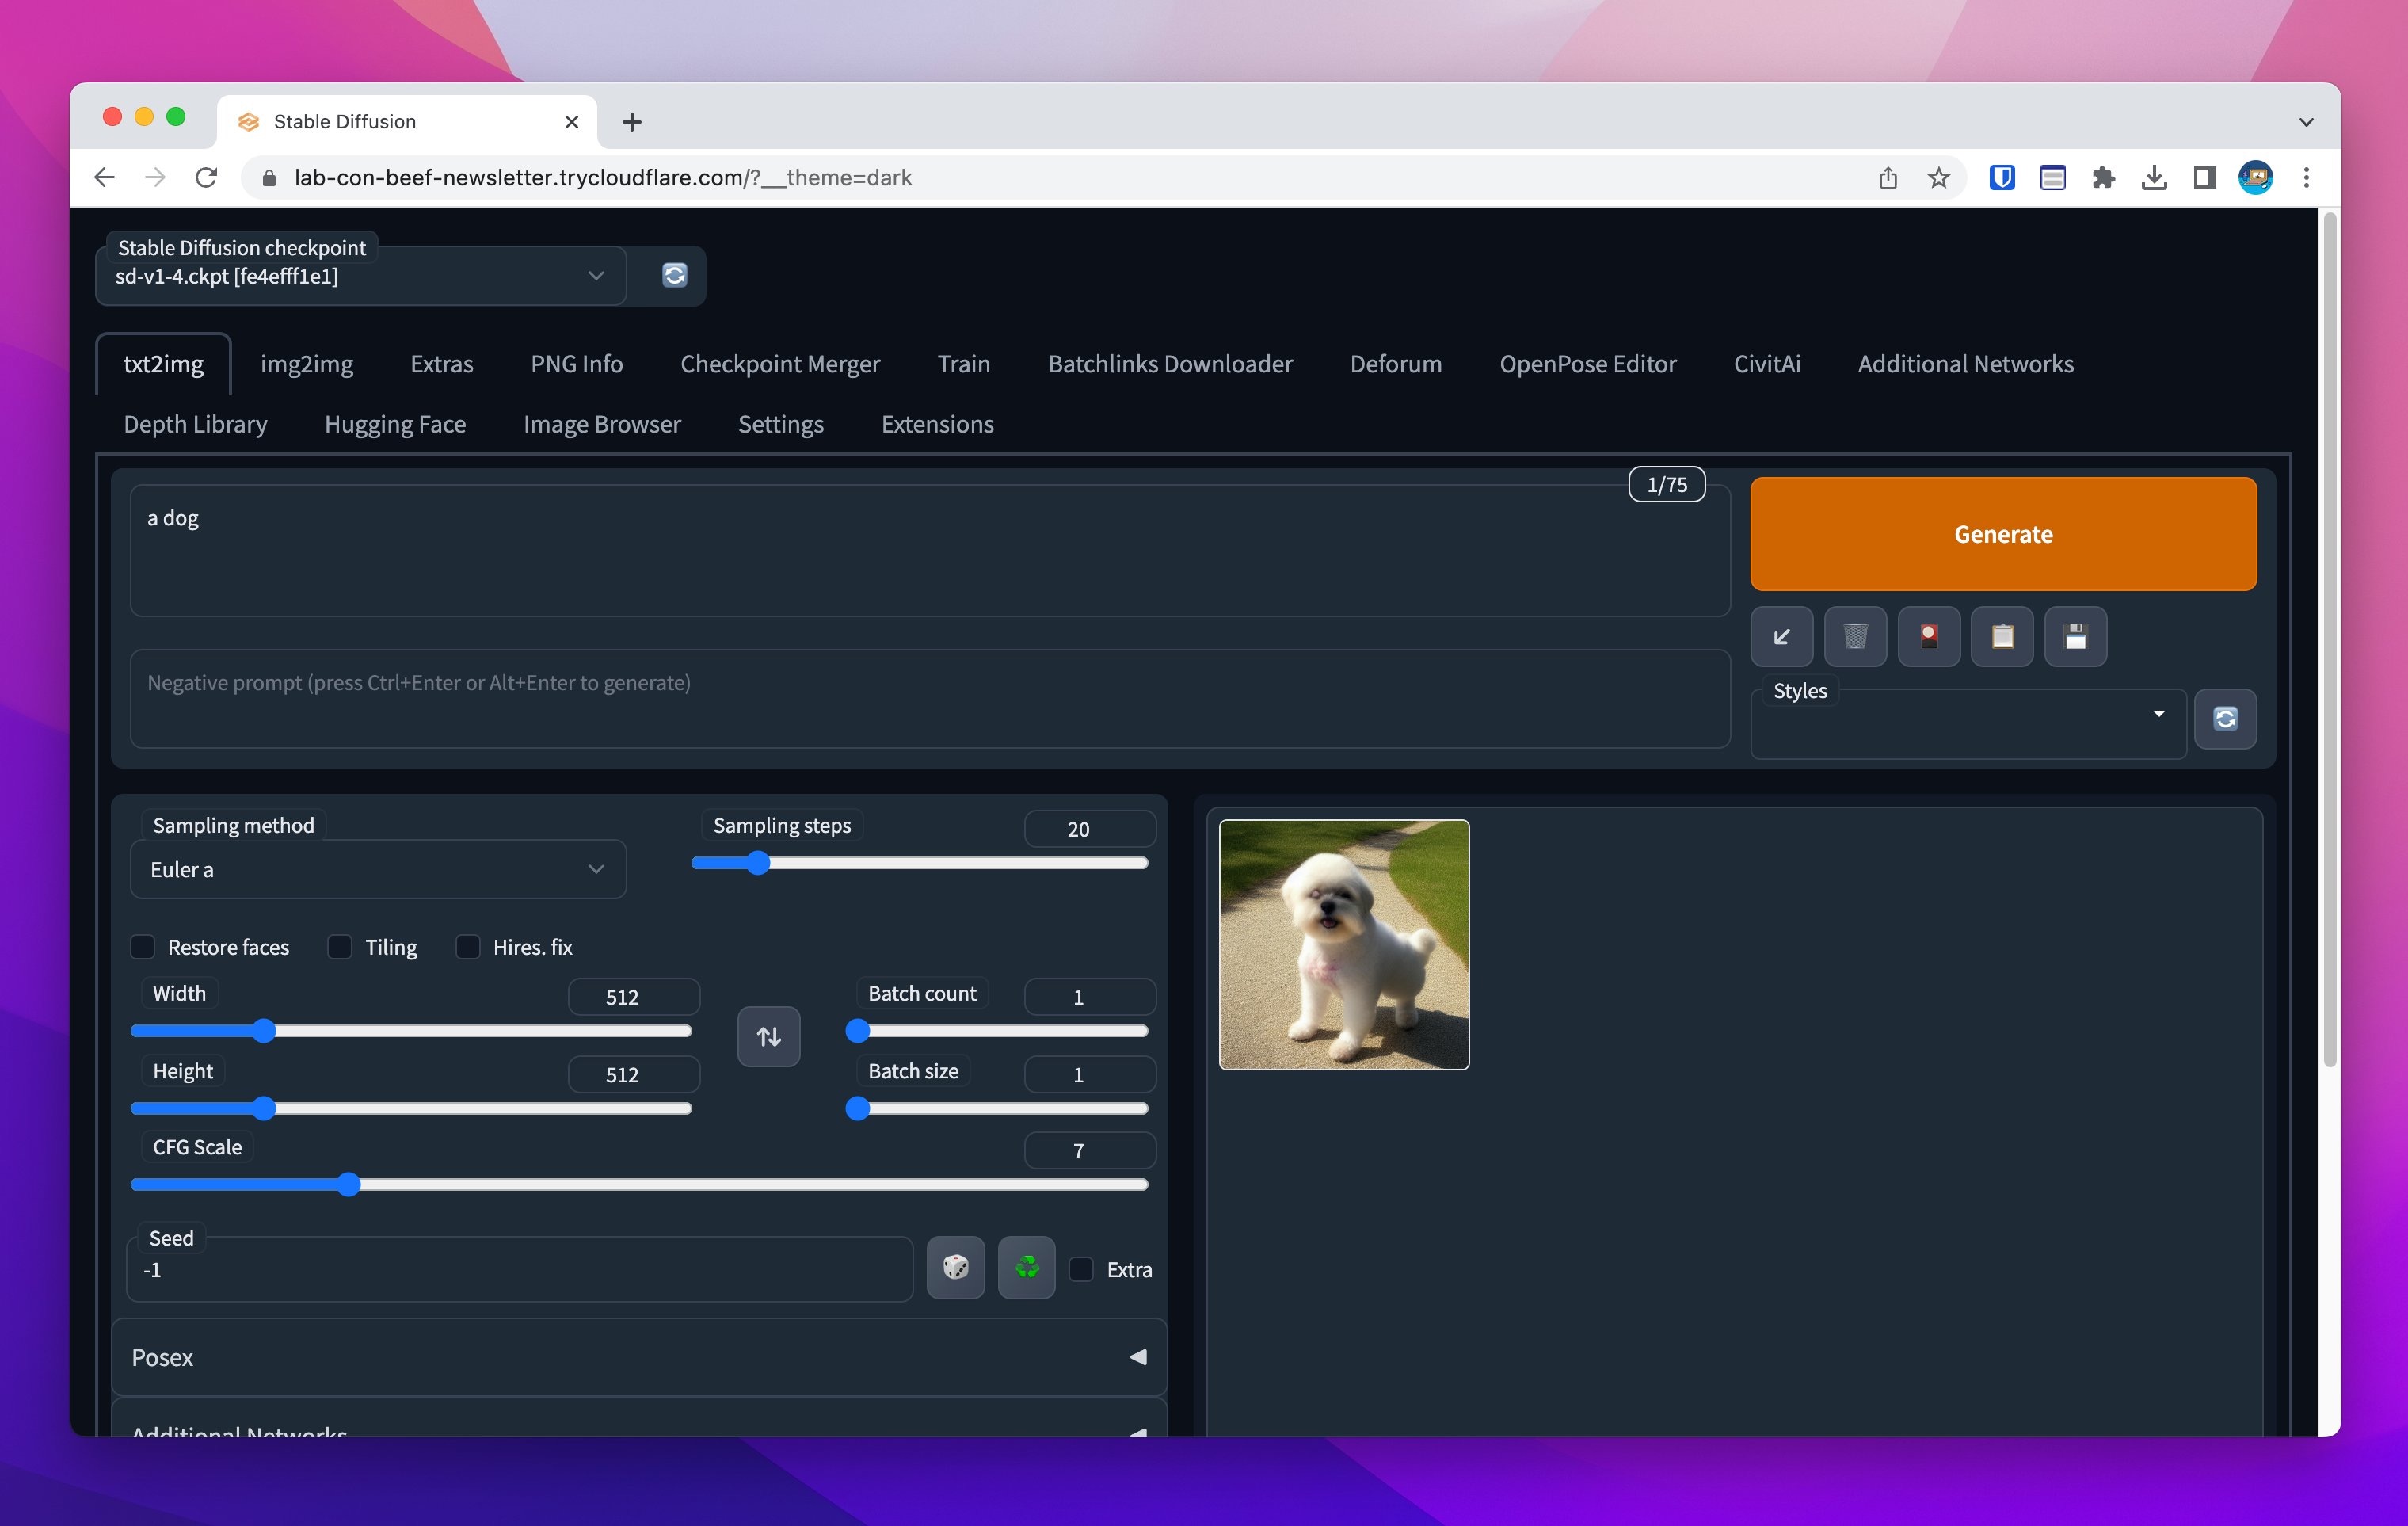 Stable Diffusion
lab-con-beef-newsletter.trycloudflare.com/?__theme=dark
Stable Diffusion checkpoint
sd-v1-4.ckpt [fe4efff1e1]
txt2img img2img Extras PNG Info Checkpoint Merger Train Batchlinks Downloader Deforum OpenPose Editor CivitAi Additional Networks
Depth Library Hugging Face Image Browser Settings Extensions
1/75
a dog
Generate
Negative prompt (press Ctrl+Enter or Alt+Enter to generate)
Styles
Sampling method
Euler a
Sampling steps 20
Restore faces Tiling Hires. fix
Width 512 Batch count 1
Height 512 Batch size 1
CFG Scale 7
Seed
-1
Extra
Posex
Additional Networks